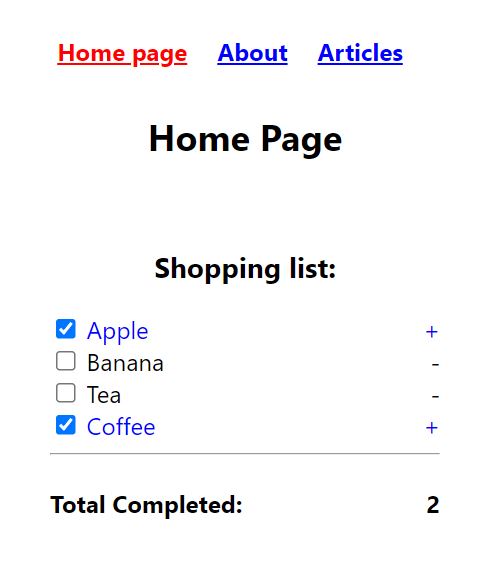 Home page About Articles
Home Page
Shopping list:
Apple +
Banana -
Tea -
Coffee +
Total Completed: 2